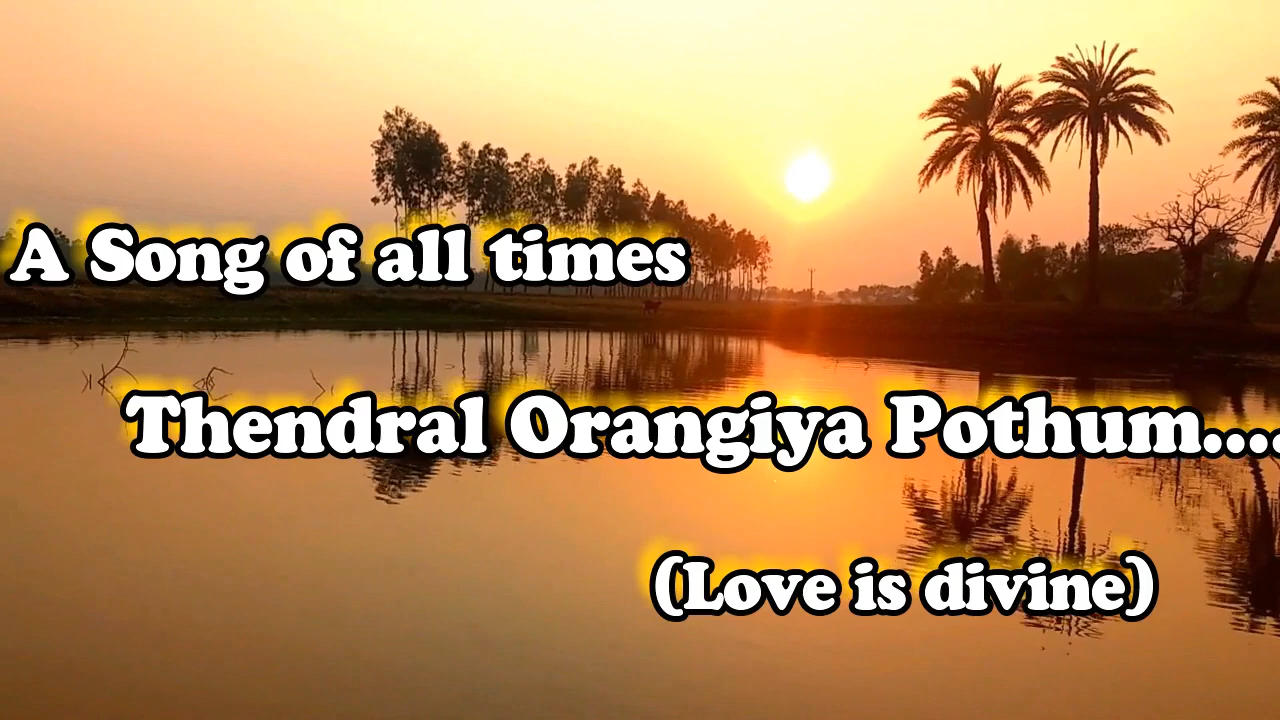 A Song of all times
Thendral Orangiya Pothum....
(Love is divine)